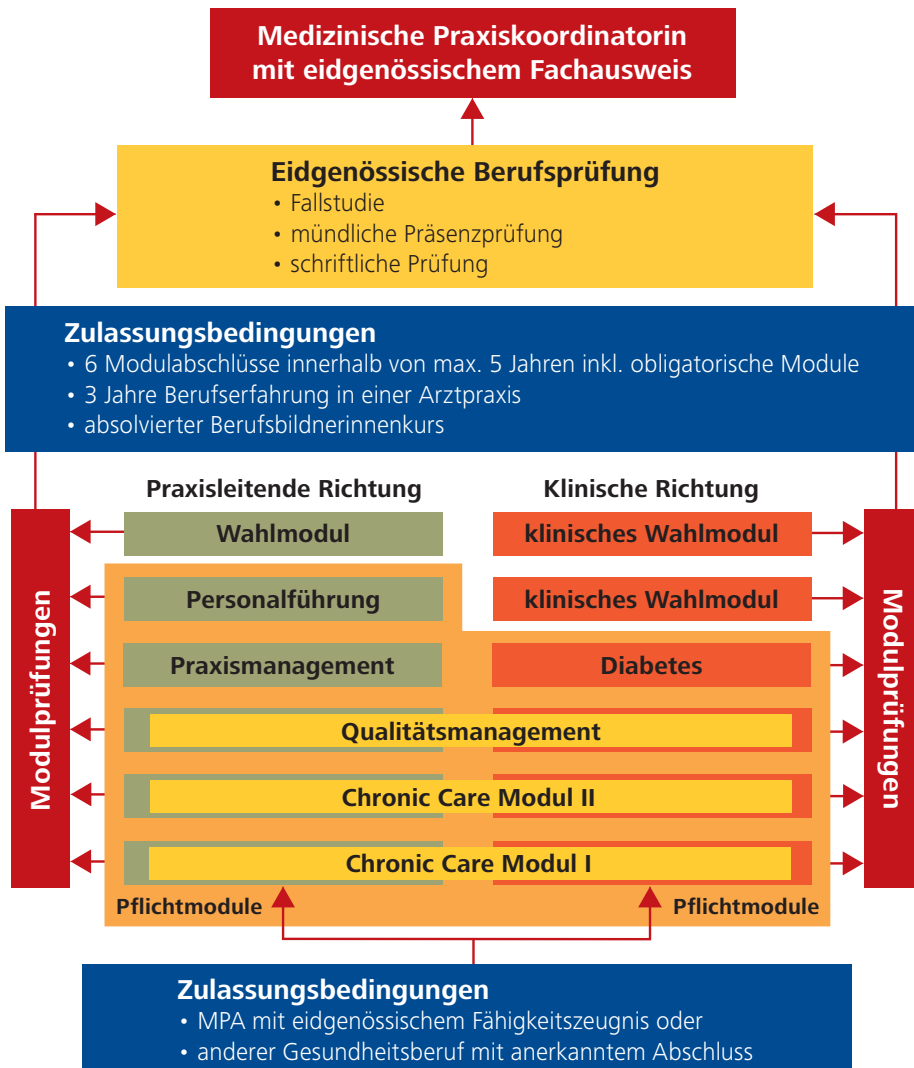 Medizinische Praxiskoordinatorin
mit eidgenössischem Fachausweis
Eidgenössische Berufsprüfung
• Fallstudie
• mündliche Präsenzprüfung
• schriftliche Prüfung
Zulassungsbedingungen
• 6 Modulabschlüsse innerhalb von max. 5 Jahren inkl. obligatorische Module
• 3 Jahre Berufserfahrung in einer Arztpraxis
• absolvierter Berufsbildnerinnenkurs
Praxisleitende Richtung
Klinische Richtung
Modulprüfungen
Wahlmodul
klinisches Wahlmodul
Personalführung
klinisches Wahlmodul
Praxismanagement
Diabetes
Qualitätsmanagement
Chronic Care Modul II
Chronic Care Modul I
Modulprüfungen
Pflichtmodule
Pflichtmodule
Zulassungsbedingungen
• MPA mit eidgenössischem Fähigkeitszeugnis oder
• anderer Gesundheitsberuf mit anerkanntem Abschluss